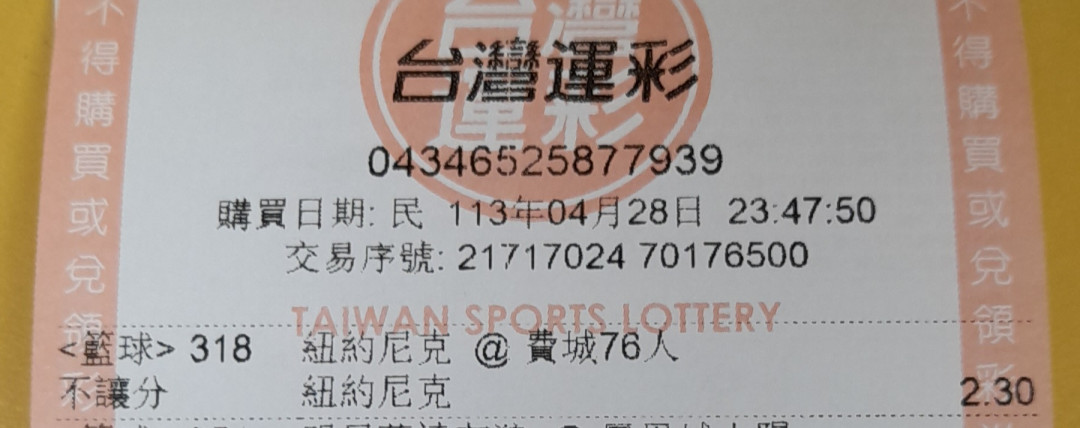 台灣運彩
04346525877939
購買日期: 民 113年04月28日 23:47:50
交易序號: 21717024 70176500
TAIWAN SPORTS LOTTERY
<籃球> 318 紐約尼克 @ 費城76人
不讓分 紐約尼克 2.30
不得購買或兌領彩
不得購買或兌領彩